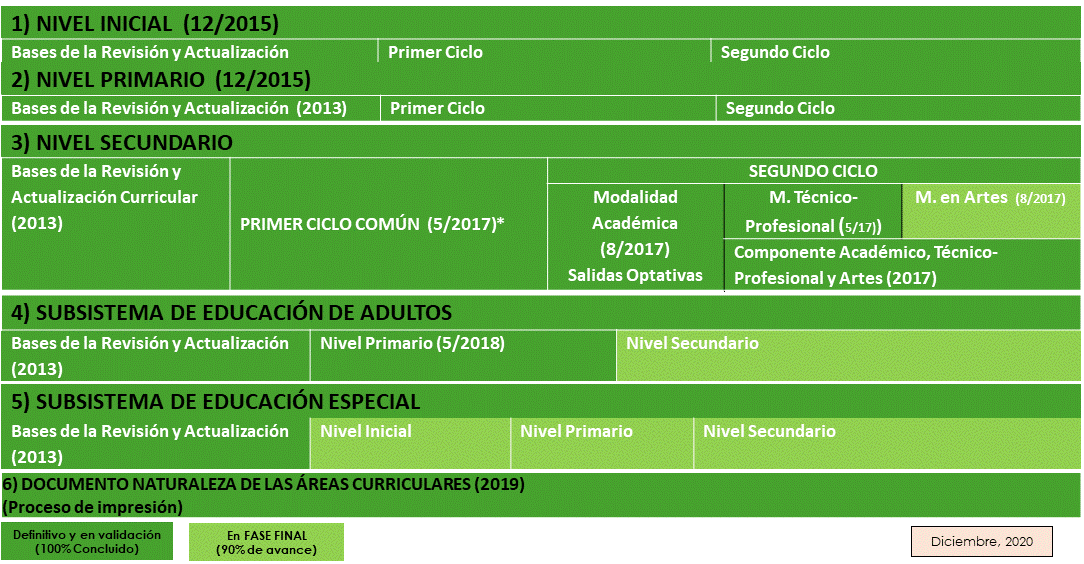 1) NIVEL INICIAL (12/2015)
Bases de la Revisión y Actualización
Primer Ciclo
Segundo Ciclo
2) NIVEL PRIMARIO (12/2015)
Bases de la Revisión y Actualización (2013)
Primer Ciclo
Segundo Ciclo
3) NIVEL SECUNDARIO
Bases de la Revisión y
Actualización Curricular
(2013)
PRIMER CICLO COMÚN (5/2017)*
SEGUNDO CICLO
Modalidad
Académica
(8/2017)
Salidas Optativas
M. Técnico-
Profesional (5/17))
M. en Artes (8/2017)
Componente Académico, Técnico-
Profesional y Artes (2017)
4) SUBSISTEMA DE EDUCACIÓN DE ADULTOS
Bases de la Revisión y Actualización
(2013)
Nivel Primario (5/2018)
Nivel Secundario
5) SUBSISTEMA DE EDUCACIÓN ESPECIAL
Bases de la Revisión y Actualización
(2013)
Nivel Inicial
Nivel Primario
Nivel Secundario
6) DOCUMENTO NATURALEZA DE LAS ÁREAS CURRICULARES (2019)
(Proceso de impresión)
Definitivo y en validación
(100% Concluido)
En FASE FINAL
(90% de avance)
Diciembre, 2020